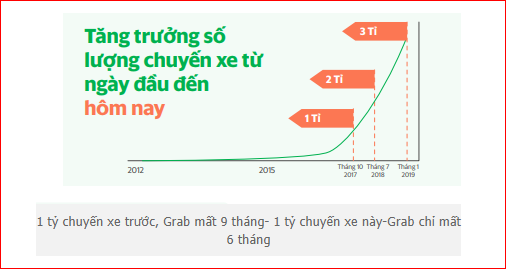 Tăng trưởng số
lượng chuyến xe từ
ngày đầu đến
hôm nay
3 Tỉ
2 Tỉ
1 Tỉ
2012
2015
Tháng 10
2017
Tháng 7
2018
Tháng 1
2019
1 tỷ chuyến xe trước, Grab mất 9 tháng- 1 tỷ chuyến xe này-Grab chỉ mất
6 tháng